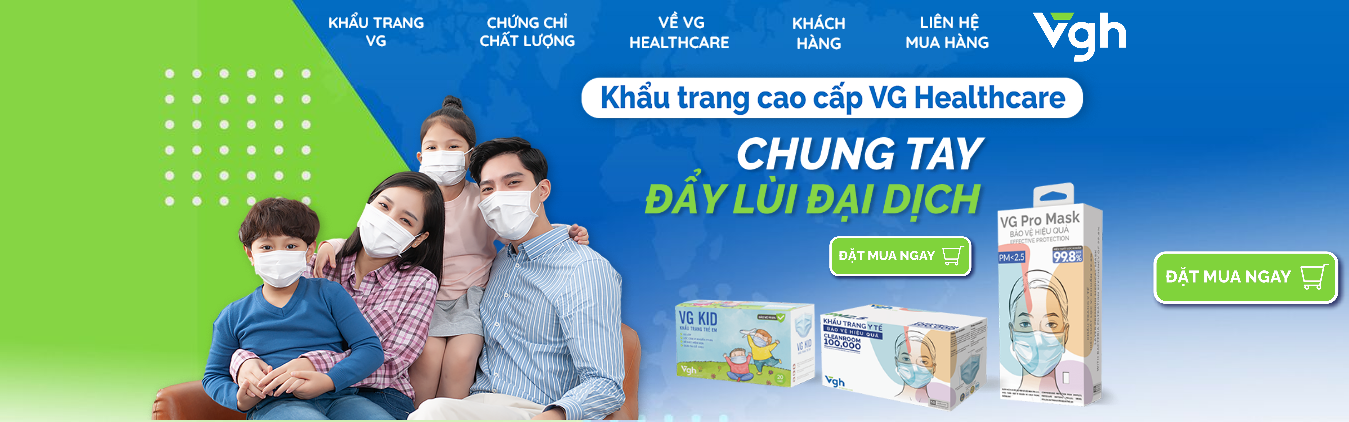 KHẨU TRANG
VG
CHỨNG CHỈ
CHẤT LƯỢNG
VỀ VG
HEALTHCARE
KHÁCH
HÀNG
LIÊN HỆ
MUA HÀNG
Vgh
Khẩu trang cao cấp VG Healthcare
CHUNG TAY
ĐẨY LÙI ĐẠI DỊCH
ĐẶT MUA NGAY
ĐẶT MUA NGAY
VG Pro Mask
BẢO VỆ HIỆU QUẢ
EFFECTIVE PROTECTION
PM<2.5
99.8%
VG KID
KHẨU TRANG TRẺ EM
VG KID
Vgh
KHẨU TRANG Y TẾ
BẢO VỆ HIỆU QUẢ
CLEANROOM
100,000
Vgh